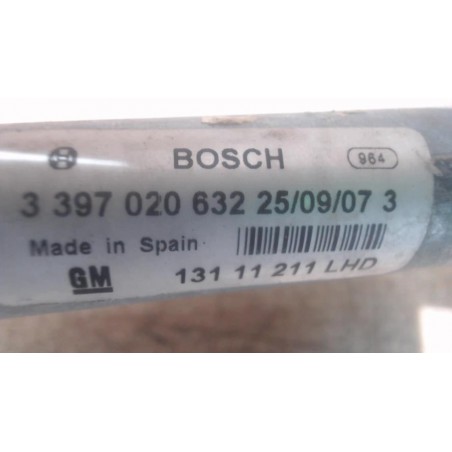 BOSCH 964
3 397 020 632 25/09/07 3
Made in Spain
GM 131 11 211 LHD